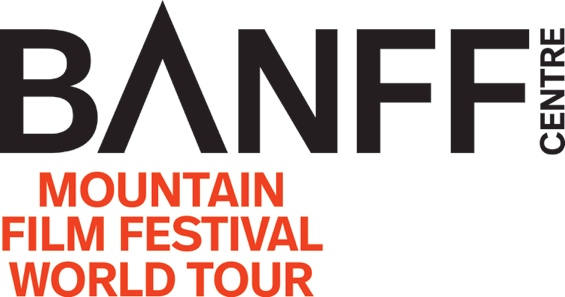 BANFF
CENTRE
MOUNTAIN
FILM FESTIVAL
WORLD TOUR